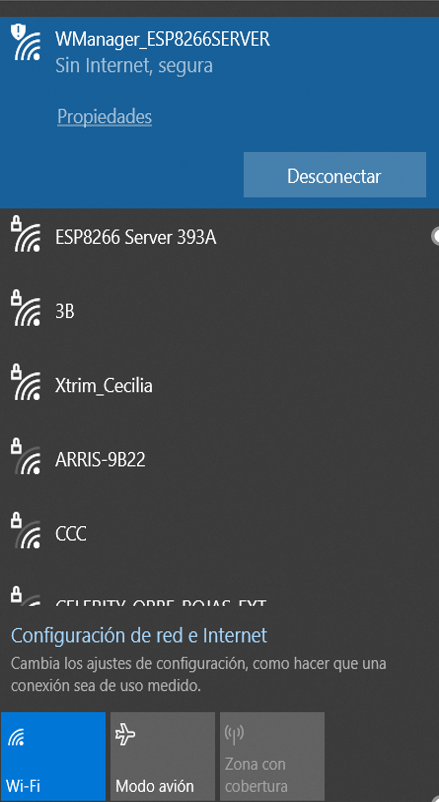 WManager_ESP8266SERVER
Sin Internet, segura
Propiedades
Desconectar
ESP8266 Server 393A
3B
Xtrim_Cecilia
ARRIS-9B22
CCC
Configuración de red e Internet
Cambia los ajustes de configuración, como hacer que una
conexión sea de uso medido.
Wi-Fi
Modo avión
Zona con
cobertura